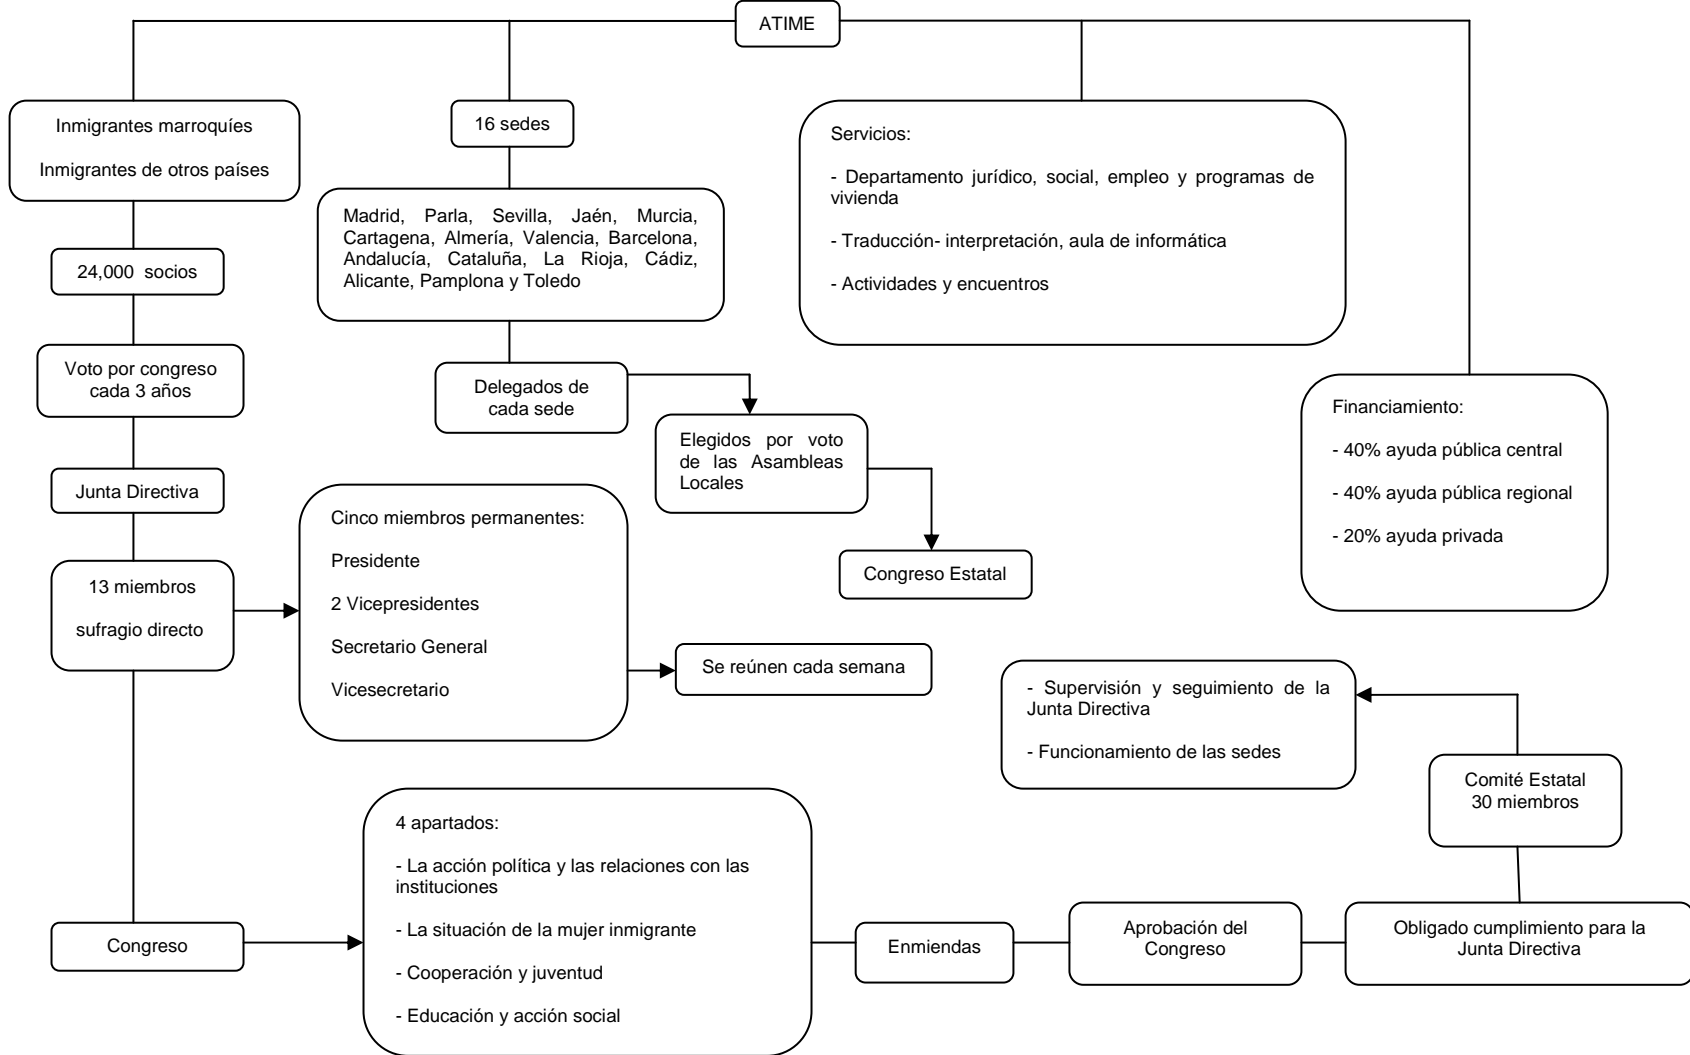 ATIME
Inmigrantes marroquíes
Inmigrantes de otros países
24,000 socios
Voto por congreso
cada 3 años
Junta Directiva
13 miembros
sufragio directo
Cinco miembros permanentes:
Presidente
2 Vicepresidentes
Secretario General
Vicesecretario
Se reúnen cada semana
16 sedes
Madrid, Parla, Sevilla, Jaén, Murcia,
Cartagena, Almería, Valencia, Barcelona,
Andalucía, Cataluña, La Rioja, Cádiz,
Alicante, Pamplona y Toledo
Delegados de
cada sede
Elegidos por voto
de las Asambleas
Locales
Congreso Estatal
Servicios:
- Departamento jurídico, social, empleo y programas de
vivienda
- Traducción- interpretación, aula de informática
- Actividades y encuentros
Financiamiento:
- 40% ayuda pública central
- 40% ayuda pública regional
- 20% ayuda privada
Congreso
4 apartados:
- La acción política y las relaciones con las
instituciones
- La situación de la mujer inmigrante
- Cooperación y juventud
- Educación y acción social
Enmiendas
Aprobación del
Congreso
Obligado cumplimiento para la
Junta Directiva
Comité Estatal
30 miembros
- Supervisión y seguimiento de la
Junta Directiva
- Funcionamiento de las sedes